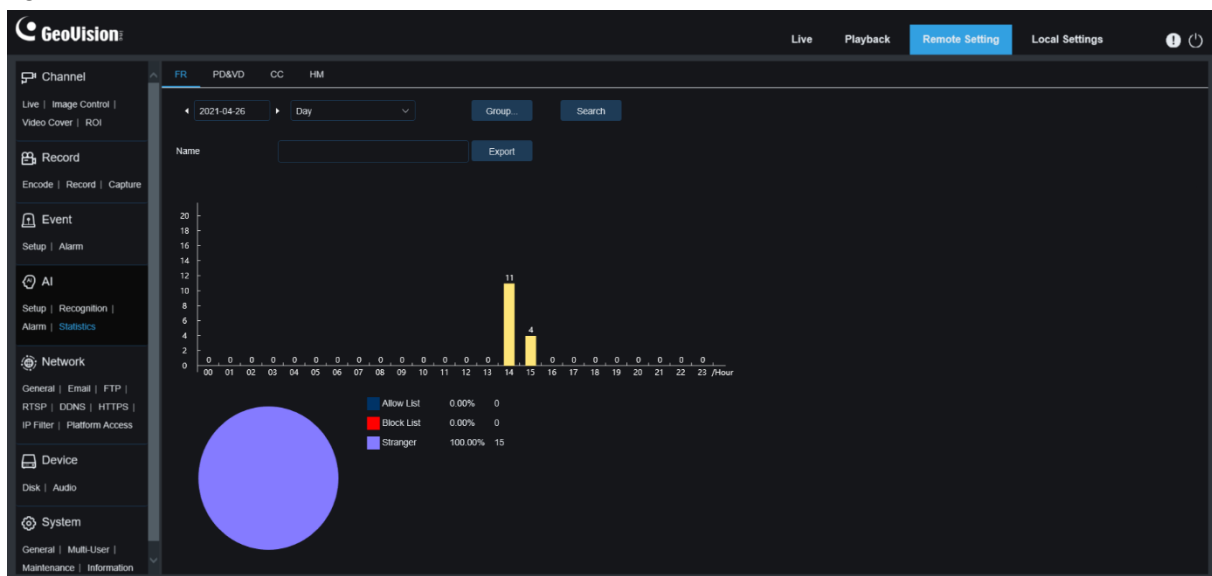 GeoVision
Live Playback Remote Setting Local Settings
Channel
Live | Image Control |
Video Cover | ROI
Record
Encode | Record | Capture
Event
Setup | Alarm
AI
Setup | Recognition |
Alarm | Statistics
Network
General | Email | FTP |
RTSP | DDNS | HTTPS |
IP Filter | Platform Access
Device
Disk | Audio
System
General | Multi-User |
Maintenance | Information
FR PD&VD CC HM
2021-04-26 Day Group... Search
Name Export
20
18
16
14
12
10
8
6
4
2
0
11
4
0 0 0 0 0 0 0 0 0 0 0 0 0 0 0 0 0 0 0 0 0 0
00 01 02 03 04 05 06 07 08 09 10 11 12 13 14 15 16 17 18 19 20 21 22 23 /Hour
Allow List 0.00% 0
Block List 0.00% 0
Stranger 100.00% 15